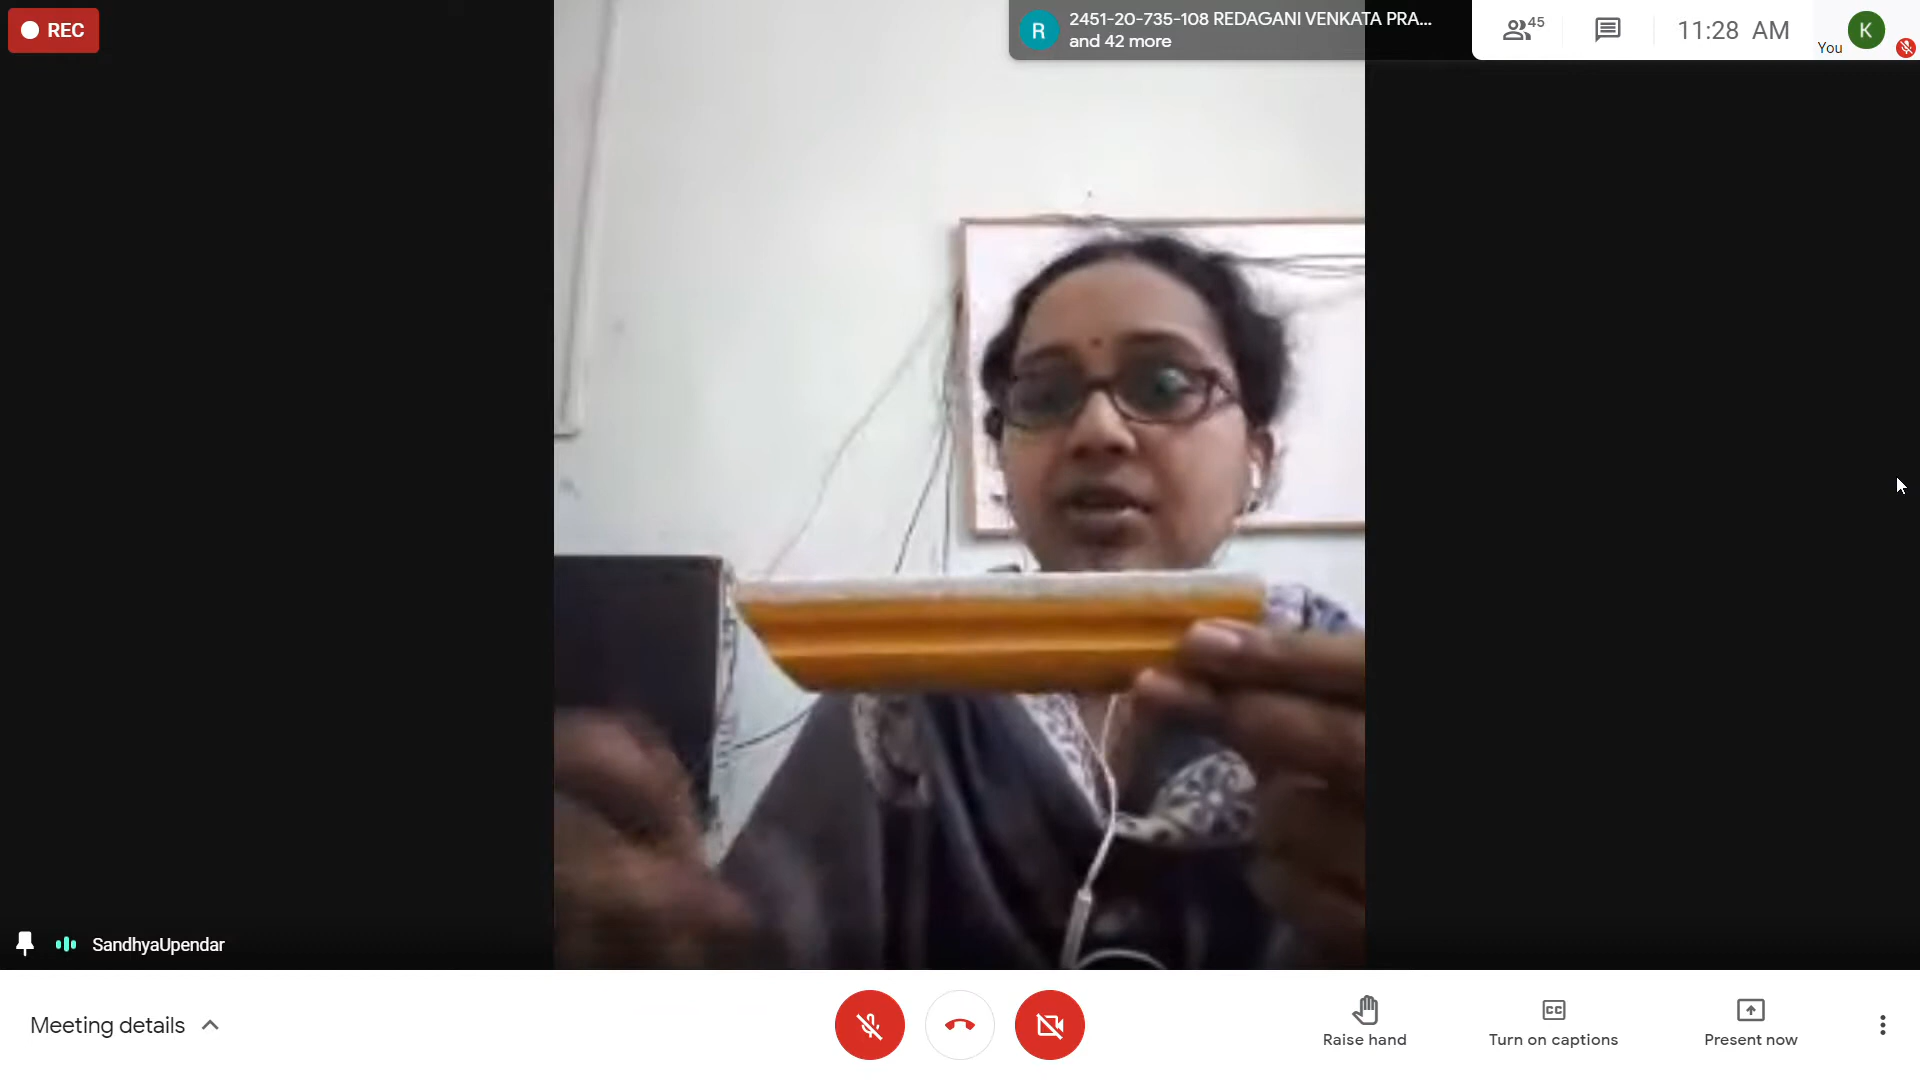 REC
2451-20-735-108 REDAGANI VENKATA PRA...
and 42 more
45
11:28 AM
You
K
R
SandhyaUpendar
Meeting details
Raise hand
CC
Turn on captions
Present now